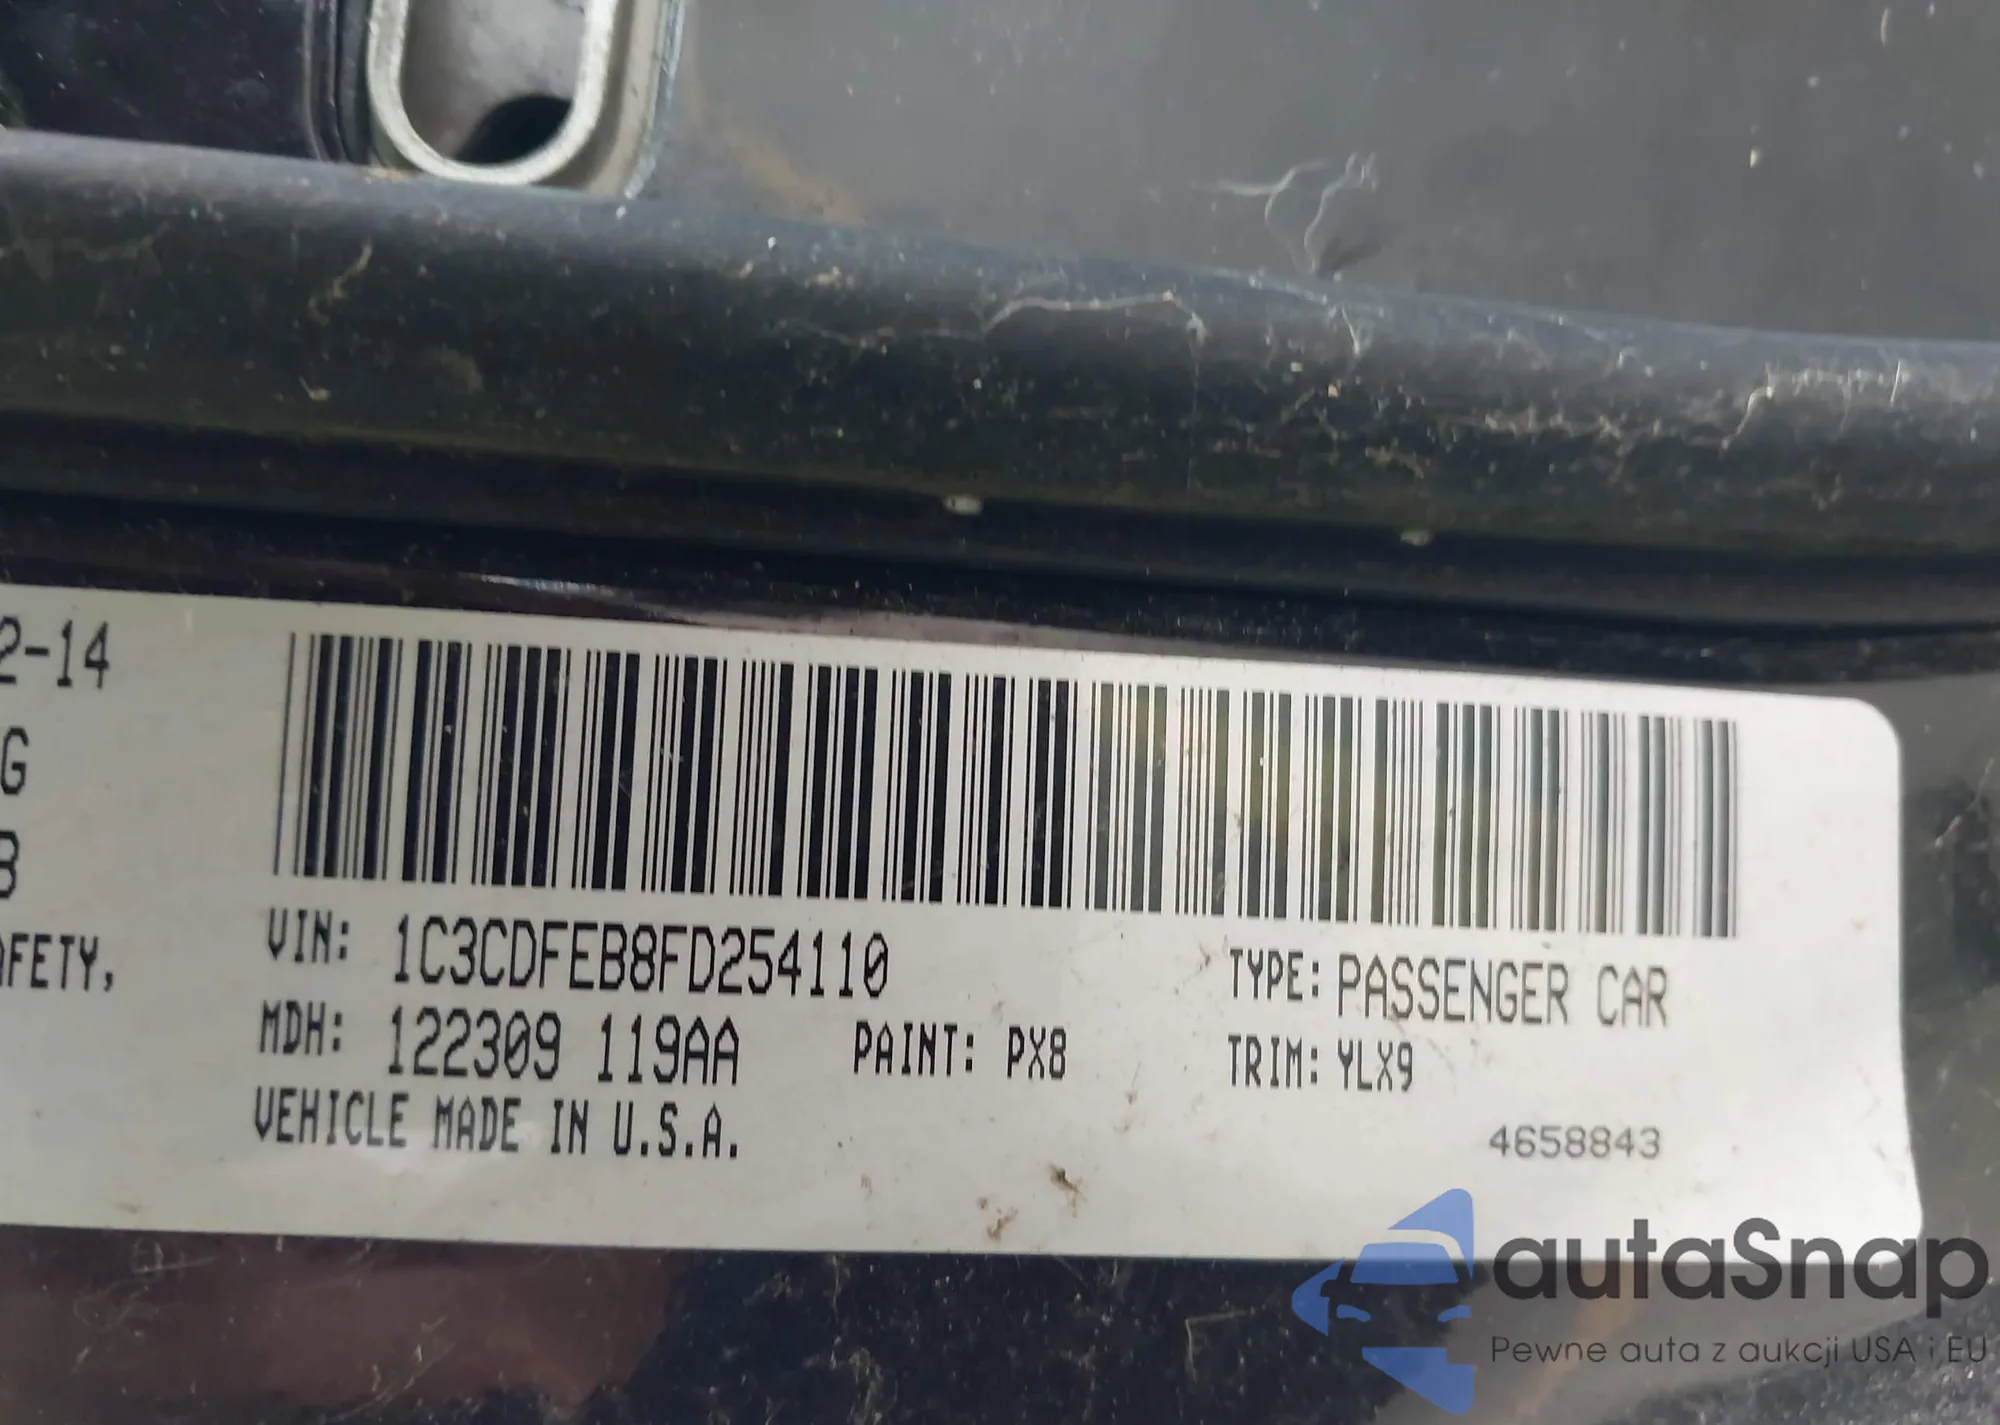 2-14
G
B
AFETY,
VIN: 1C3CDFEB8FD254110
TYPE: PASSENGER CAR
MDH: 122309 119AA
PAINT: PX8
TRIM: YLX9
VEHICLE MADE IN U.S.A.
4658843
autaSnap
Pewne auta z aukcji USA i EU